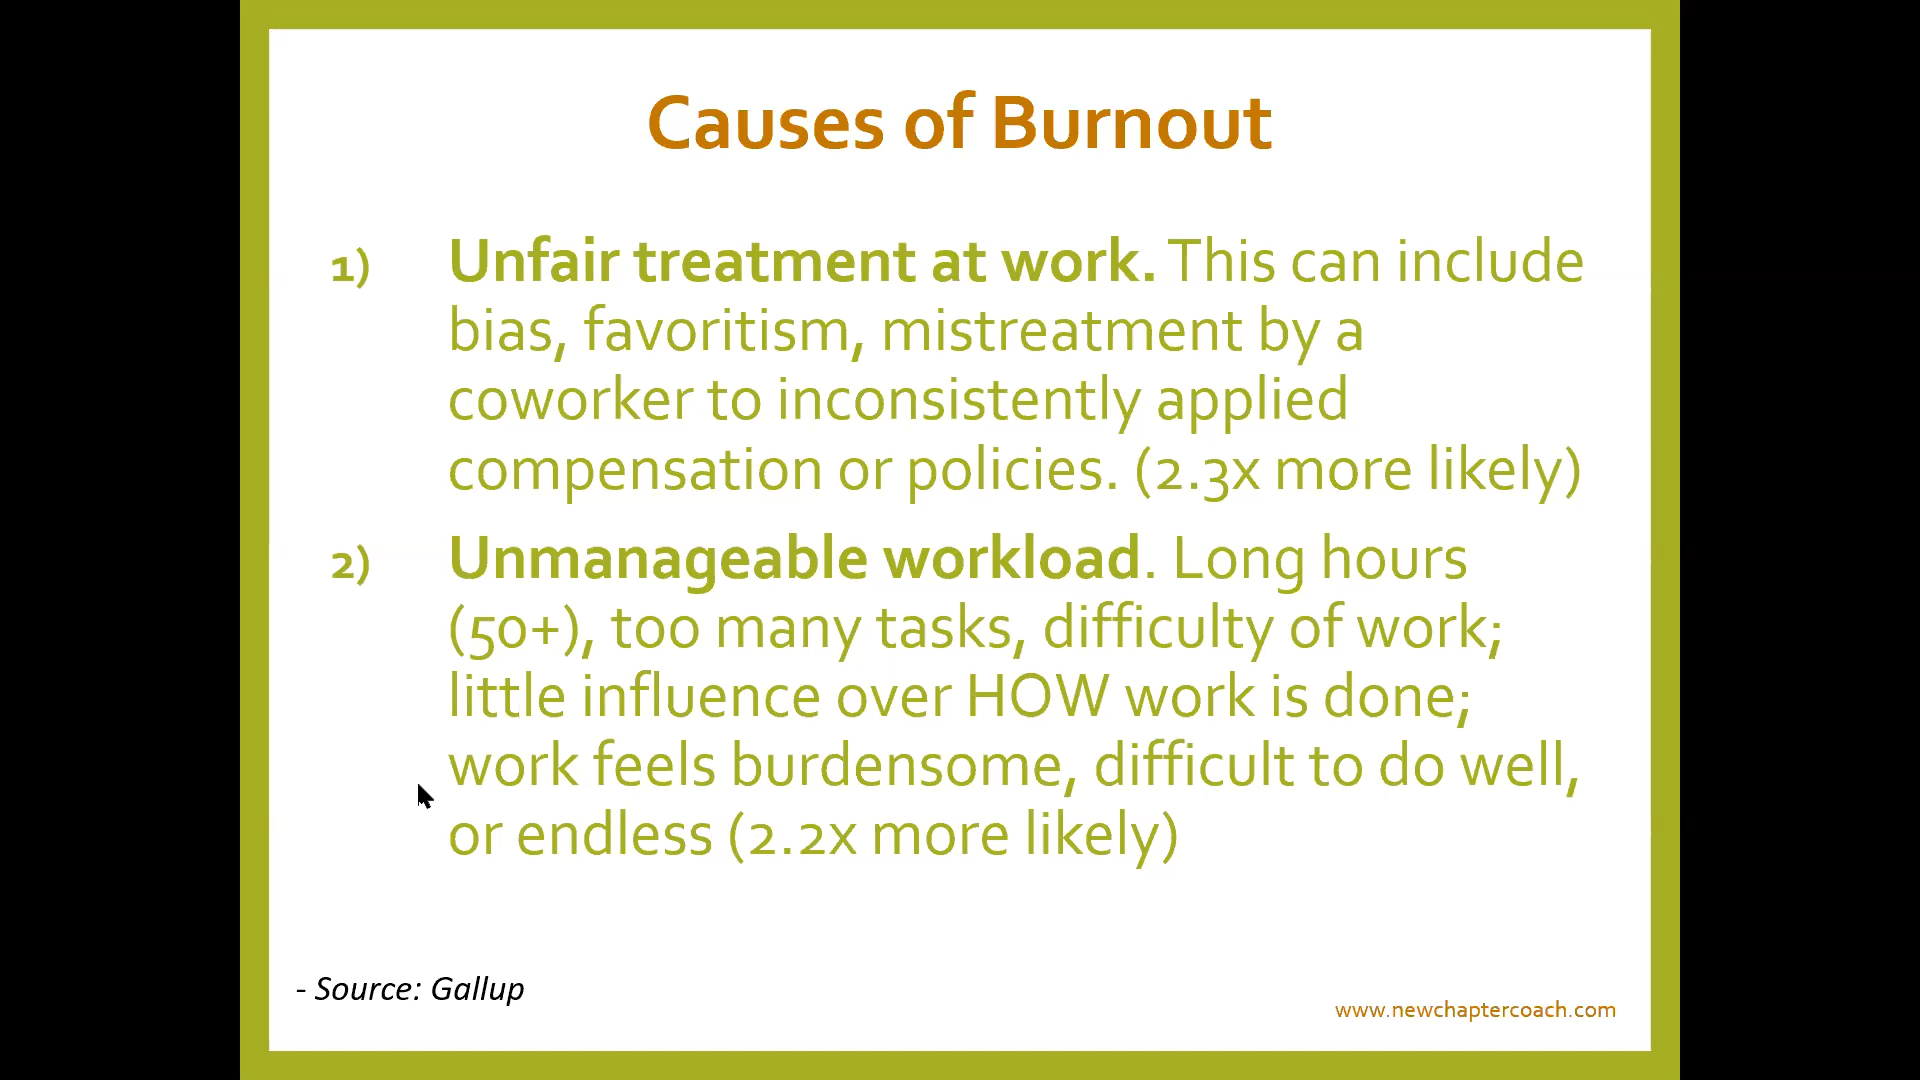 Causes of Burnout
1) Unfair treatment at work. This can include
bias, favoritism, mistreatment by a
coworker to inconsistently applied
compensation or policies. (2.3x more likely)
2) Unmanageable workload. Long hours
(50+), too many tasks, difficulty of work;
little influence over HOW work is done;
work feels burdensome, difficult to do well,
or endless (2.2x more likely)
- Source: Gallup
www.newchaptercoach.com